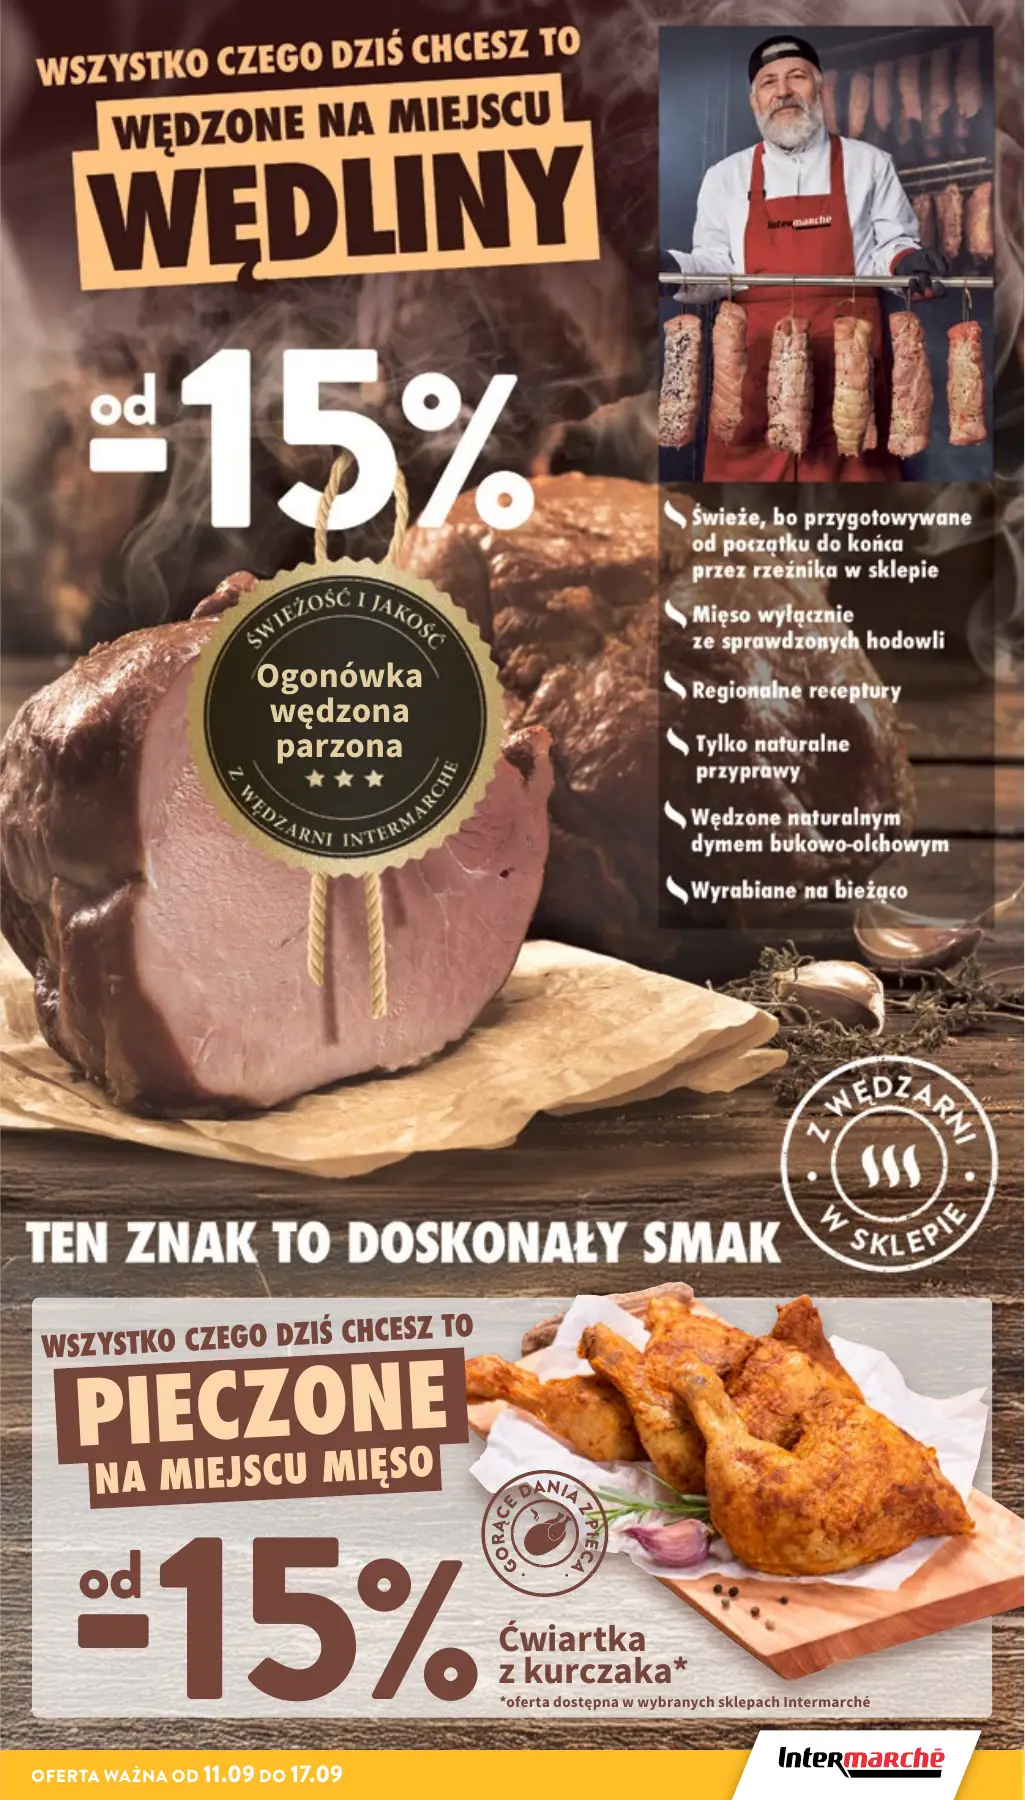 WSZYSTKO CZEGO DZIŚ CHCESZ TO
WĘDZONE NA MIEJSCU
WĘDLINY
Intermarchē
od
-15%
Świeże, bo przygotowywane
od początku do końca
przez rzeźnika w sklepie
Mięso wyłącznie
ze sprawdzonych hodowli
Regionalne receptury
Tylko naturalne
przyprawy
Wędzone naturalnym
dymem bukowo-olchowym
Wyrabiane na bieżąco
ŚWIEŻOŚĆ I JAKOŚĆ
Ogonówka
wędzona
parzona
Z WĘDZARNI INTERMARCHE
Z WĘDZARNI
W SKLEPIE
TEN ZNAK TO DOSKONAŁY SMAK
WSZYSTKO CZEGO DZIŚ CHCESZ TO
PIECZONE
NA MIEJSCU MIĘSO
GORĄCE DANIA Z PIECA
od
-15%
Ćwiartka
z kurczaka*
*oferta dostępna w wybranych sklepach Intermarché
OFERTA WAŻNA OD 11.09 DO 17.09
Intermarchē